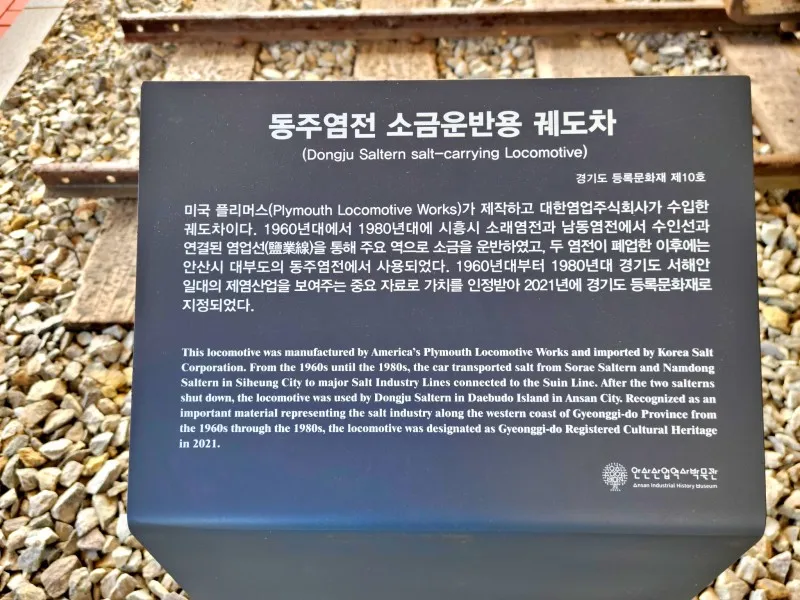 동주염전 소금운반용 궤도차
(Dongju Saltern salt-carrying Locomotive)
경기도 등록문화재 제10호
미국 플리머스(Plymouth Locomotive Works)가 제작하고 대한염업주식회사가 수입한
궤도차이다. 1960년대에서 1980년대에 시흥시 소래염전과 남동염전에서 수인선과
연결된 염업선(鹽業線)을 통해 주요 역으로 소금을 운반하였고, 두 염전이 폐업한 이후에는
안산시 대부도의 동주염전에서 사용되었다. 1960년대부터 1980년대 경기도 서해안
일대의 제염산업을 보여주는 중요 자료로 가치를 인정받아 2021년에 경기도 등록문화재로
지정되었다.
This locomotive was manufactured by America's Plymouth Locomotive Works and imported by Korea Salt
Corporation. From the 1960s until the 1980s, the car transported salt from Sorae Saltern and Namdong
Saltern in Siheung City to major Salt Industry Lines connected to the Suin Line. After the two salterns
shut down, the locomotive was used by Dongju Saltern in Daebudo Island in Ansan City. Recognized as an
important material representing the salt industry along the western coast of Gyeonggi-do Province from
the 1960s through the 1980s, the locomotive was designated as Gyeonggi-do Registered Cultural Heritage
in 2021.
안산산업역사박물관
Ansan Industrial History Museum